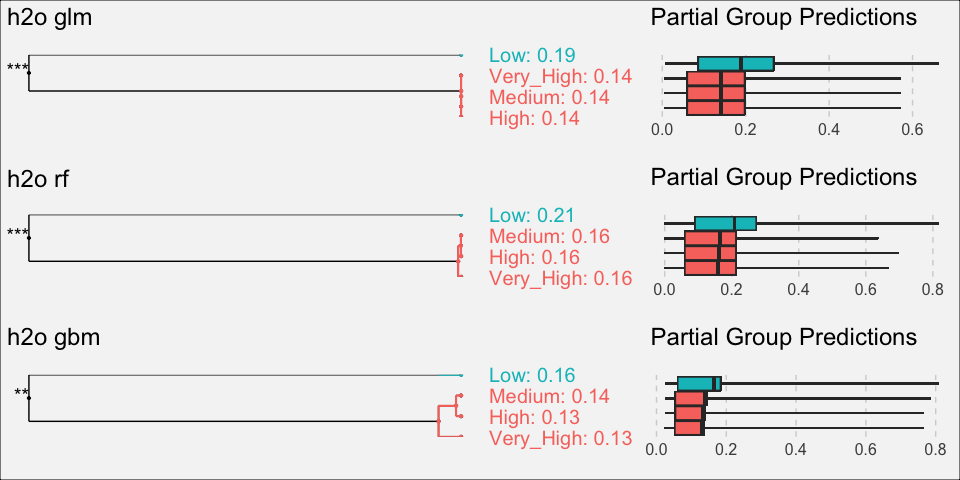 h2o glm
Partial Group Predictions
***
Low: 0.19
Very_High: 0.14
Medium: 0.14
High: 0.14
0.0 0.2 0.4 0.6
h2o rf
Partial Group Predictions
***
Low: 0.21
Medium: 0.16
High: 0.16
Very_High: 0.16
0.0 0.2 0.4 0.6 0.8
h2o gbm
Partial Group Predictions
**
Low: 0.16
Medium: 0.14
High: 0.13
Very_High: 0.13
0.0 0.2 0.4 0.6 0.8